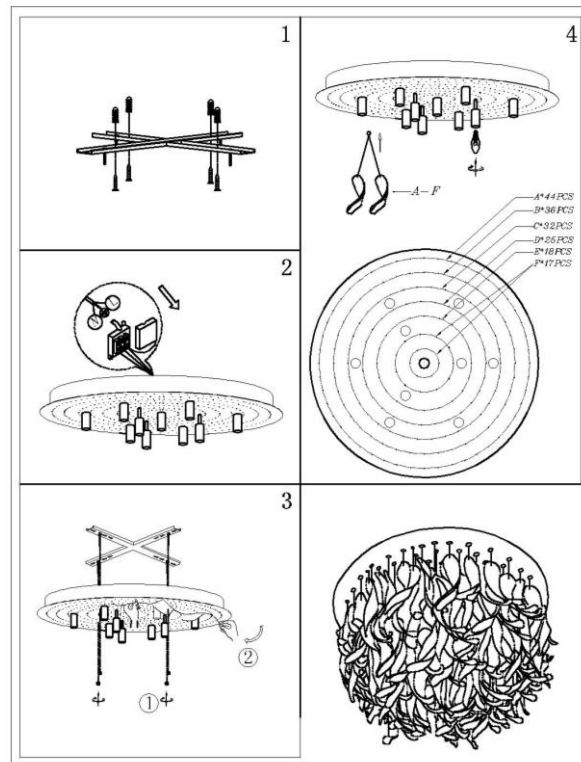 1
2
3
②
①
4
A-F
A*44PCS
B*36PCS
C*32PCS
D*25PCS
E*18PCS
F*17PCS